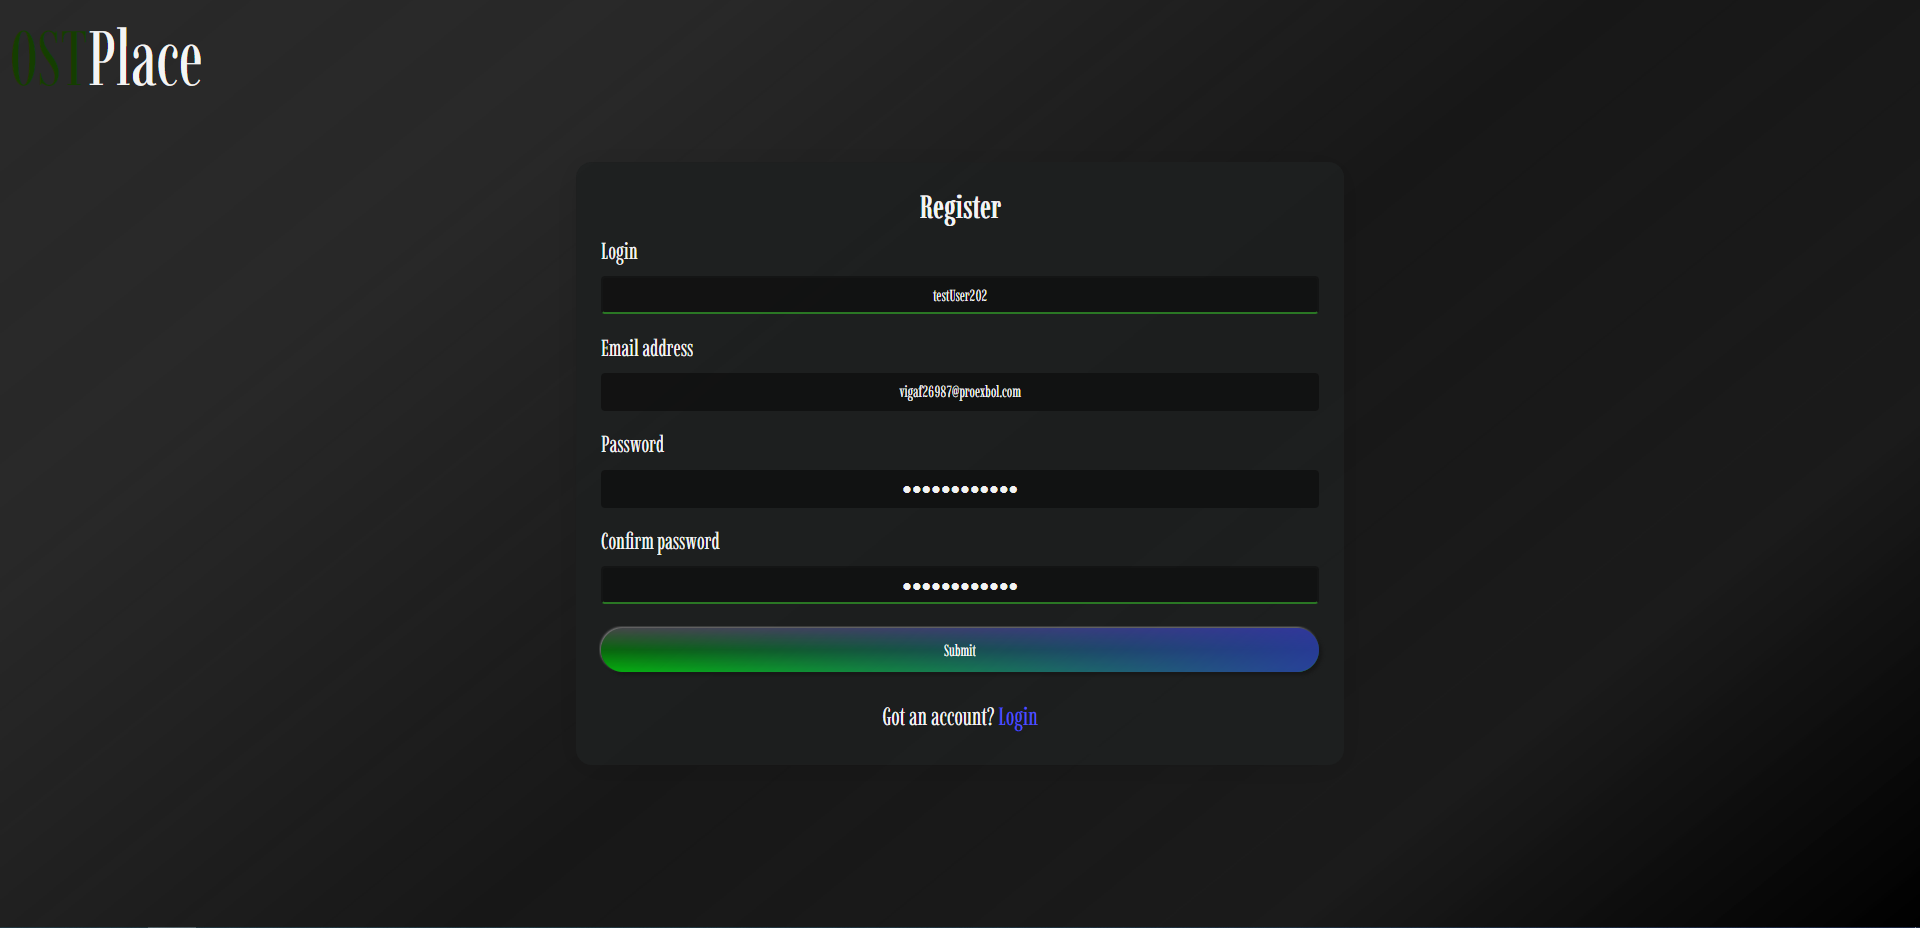 OSTPlace
Register
Login
testUser202
Email address
vigaf26987@proexbol.com
Password
••••••••••••
Confirm password
••••••••••••
Submit
Got an account? Login